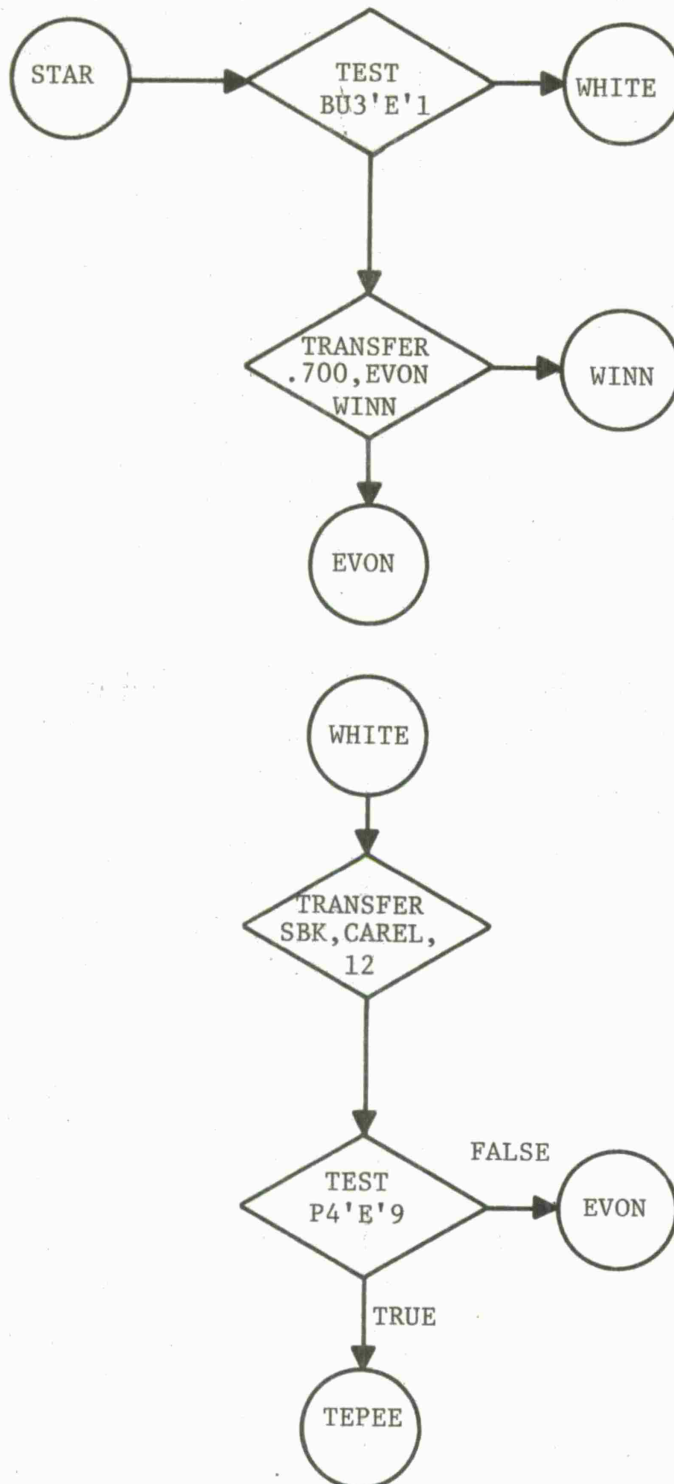 STAR
TEST
BU3'E'1
WHITE
TRANSFER
.700,EVON
WINN
WINN
EVON
WHITE
TRANSFER
SBK,CAREL,
12
TEST
P4'E'9
FALSE
EVON
TRUE
TEPEE